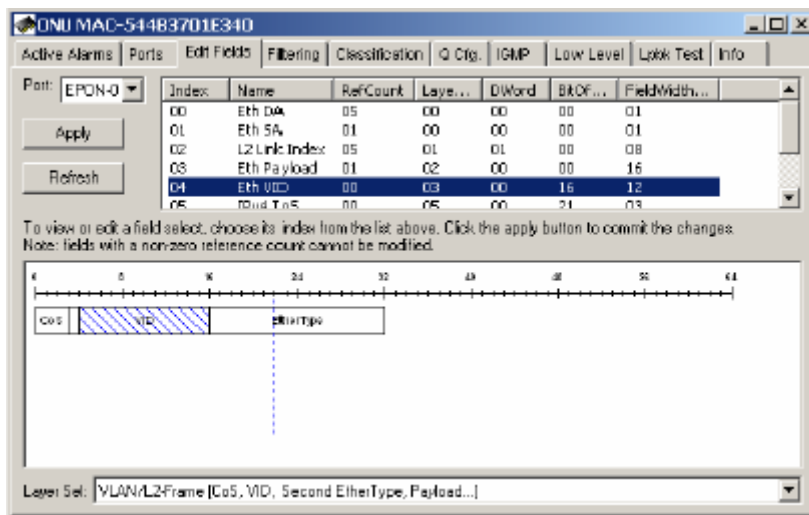 ONU MAC-544B3701E340
Active Alarms Ports Edit Fields Filtering Classification Q Cfg. IGMP Low Level Lpbk Test Info
Port: EPON-0
Apply
Refresh
Index Name RefCount Laye... DWord BitOf... FieldWidth...
00 Eth DA 05 00 00 00 01
01 Eth SA 01 00 00 00 01
02 L2 Link Index 05 01 01 00 08
03 Eth Payload 01 02 00 00 16
04 Eth VID 00 03 00 16 12
05 IPv4 ToS 00 05 00 21 03
To view or edit a field select, choose its index from the list above. Click the apply button to commit the changes.
Note: fields with a non-zero reference count cannot be modified.
8 16 24 32 48 56 64
CoS VID EtherType
Layer Sel: VLAN/L2-Frame [CoS, VID, Second EtherType, Payload...]